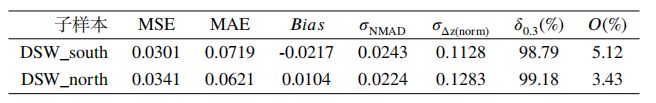 子样本 MSE MAE Bias σNMAD σΔz(norm) δ0.3(%) O(%)
DSW_south 0.0301 0.0719 -0.0217 0.0243 0.1128 98.79 5.12
DSW_north 0.0341 0.0621 0.0104 0.0224 0.1283 99.18 3.43